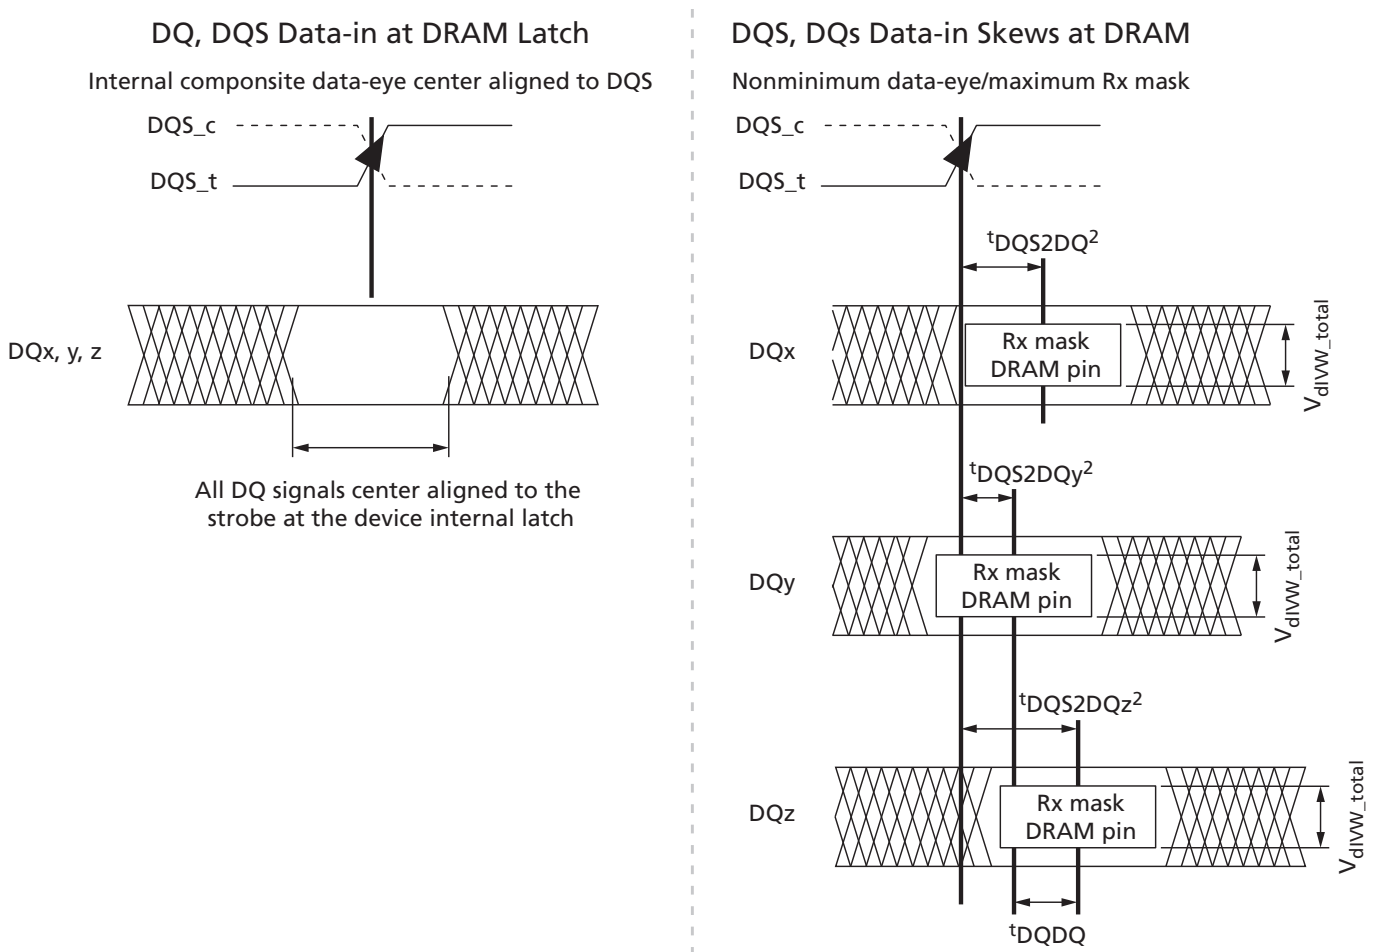 DQ, DQS Data-in at DRAM Latch
Internal componsite data-eye center aligned to DQS
DQS_c
DQS_t
DQx, y, z
All DQ signals center aligned to the
strobe at the device internal latch
DQS, DQs Data-in Skews at DRAM
Nonminimum data-eye/maximum Rx mask
DQS_c
DQS_t
tDQS2DQ2
DQx
Rx mask
DRAM pin
VdIVW_total
tDQS2DQy2
DQy
Rx mask
DRAM pin
VdIVW_total
tDQS2DQz2
DQz
Rx mask
DRAM pin
VdIVW_total
tDQDQ